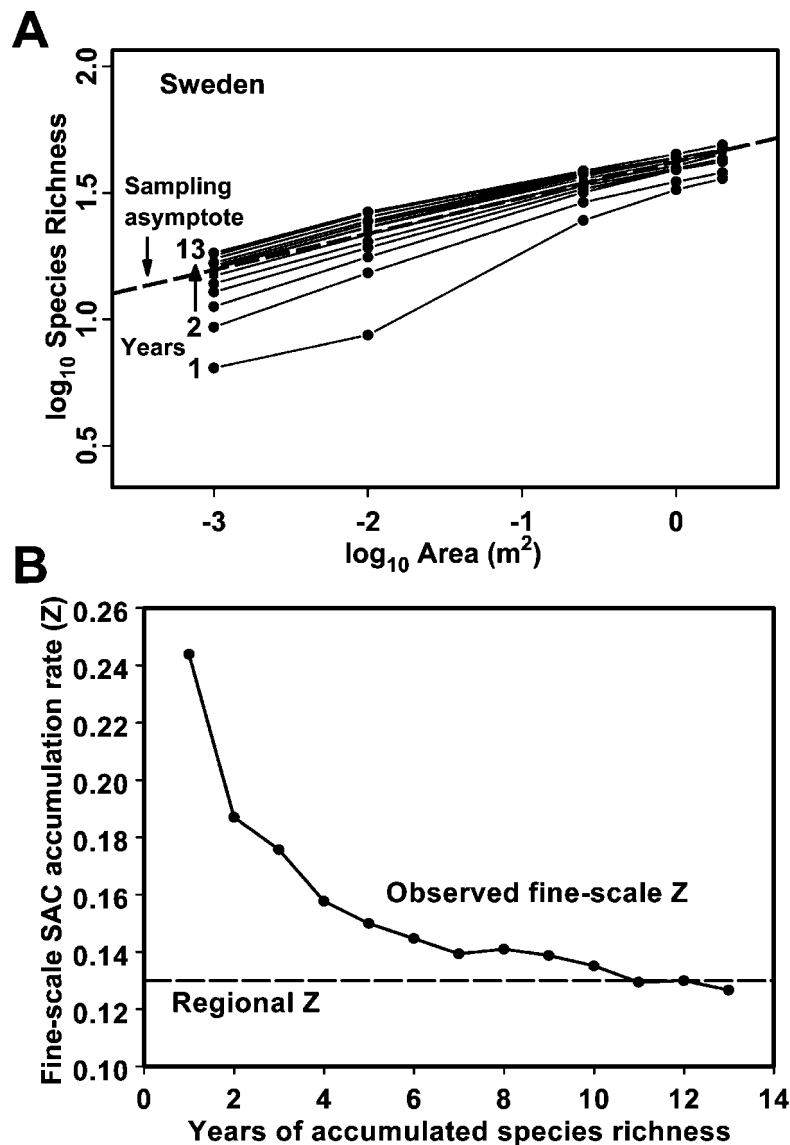 A
Sweden
log10 Species Richness
2.0
1.5
1.0
0.5
Sampling
asymptote
13
2
Years
1
-3 -2 -1 0
log10 Area (m2)
B
Fine-scale SAC accumulation rate (Z)
0.26
0.24
0.22
0.20
0.18
0.16
0.14
0.12
0.10
Observed fine-scale Z
Regional Z
0 2 4 6 8 10 12 14
Years of accumulated species richness